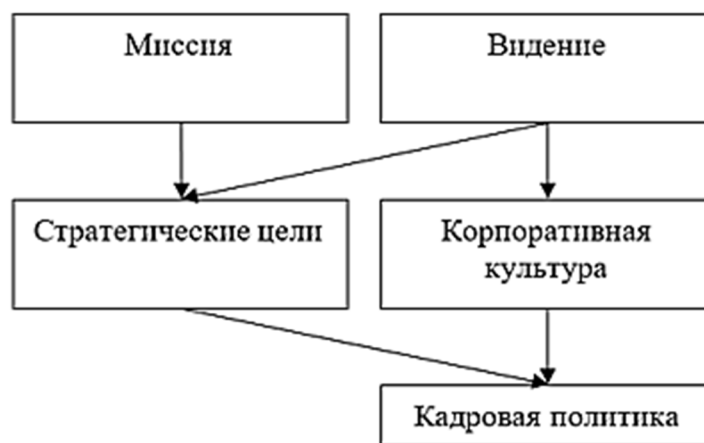 Миссия
Видение
Стратегические цели
Корпоративная
культура
Кадровая политика